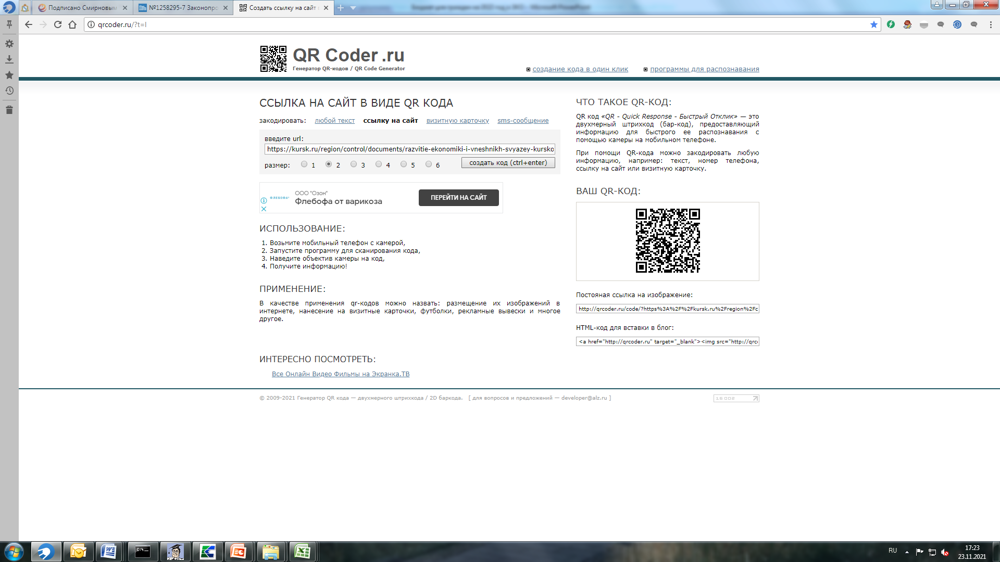 Подписано Смирновым
№1258295-7 Законопро
Создать ссылку на сайт
qrcoder.ru/?t=l
QR Coder.ru
Генератор QR-кодов / QR Code Generator
создание кода в один клик
программы для распознавания
ССЫЛКА НА САЙТ В ВИДЕ QR КОДА
закодировать: любой текст ссылку на сайт визитную карточку sms-сообщение
введите url:
https://kursk.ru/region/control/documents/razvitie-ekonomiki-i-vneshnikh-svyazey-kursko
размер: 1 2 3 4 5 6 создать код (ctrl+enter)
ФЛЕБОФА
ООО "Озон"
Флебофа от варикоза
ПЕРЕЙТИ НА САЙТ
ИСПОЛЬЗОВАНИЕ:
1. Возьмите мобильный телефон с камерой,
2. Запустите программу для сканирования кода,
3. Наведите объектив камеры на код,
4. Получите информацию!
ПРИМЕНЕНИЕ:
В качестве применения qr-кодов можно назвать: размещение их изображений в
интернете, нанесение на визитные карточки, футболки, рекламные вывески и многое
другое.
ИНТЕРЕСНО ПОСМОТРЕТЬ:
Все Онлайн Видео Фильмы на Экранка.ТВ
ЧТО ТАКОЕ QR-КОД:
QR код «QR - Quick Response - Быстрый Отклик» — это
двухмерный штрихкод (бар-код), предоставляющий
информацию для быстрого ее распознавания с
помощью камеры на мобильном телефоне.
При помощи QR-кода можно закодировать любую
информацию, например: текст, номер телефона,
ссылку на сайт или визитную карточку.
ВАШ QR-КОД:
Постояная ссылка на изображение:
http://qrcoder.ru/code/?https%3A%2F%2Fkursk.ru%2Fregion%2Fc
HTML-код для вставки в блог:
<a href="http://qrcoder.ru" target="_blank"><img src="http://qrco
© 2009-2021 Генератор QR кода — двухмерного штрихкода / 2D баркода. [ для вопросов и предложений — developer@alz.ru ]
16 002
RU
17:23
23.11.2021